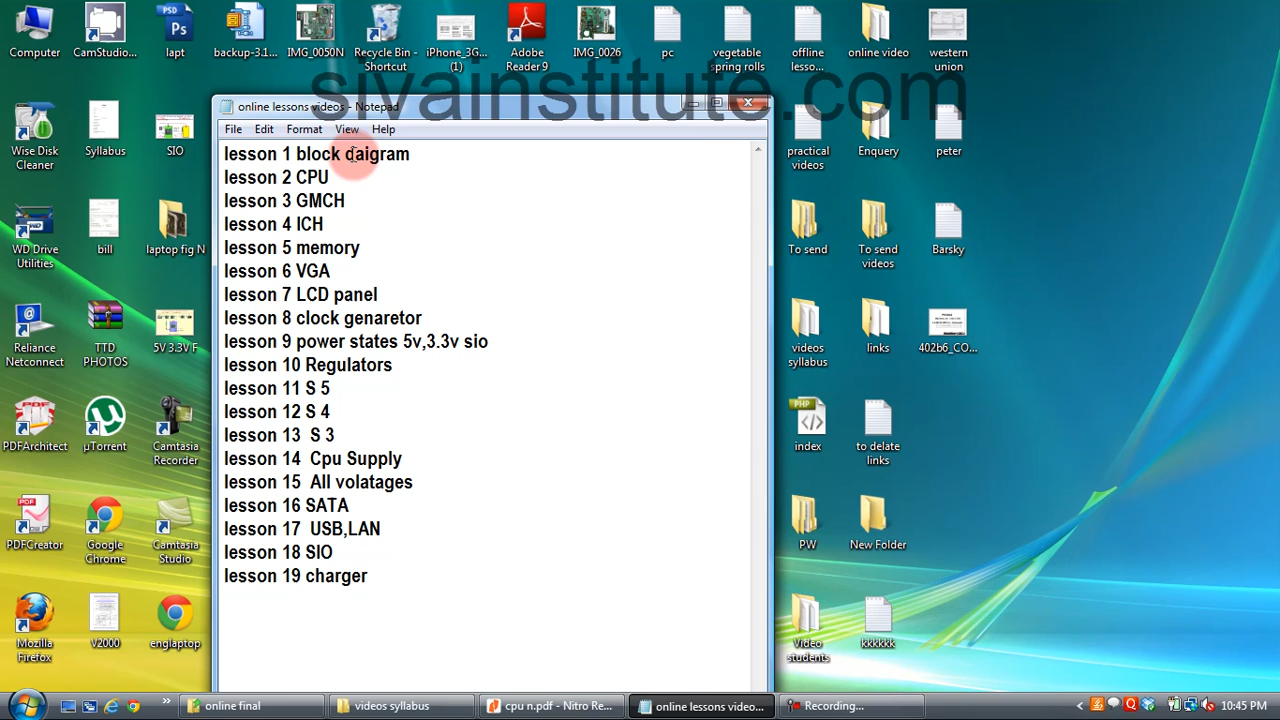 Computer
CamStudio...
lapt
backup-3.1...
IMG_0050N
Recycle Bin - Shortcut
iPhone_3G... (1)
Adobe Reader 9
IMG_0026
pc
vegetable spring rolls
offline lesso...
online video
western union
sivainstitute.com
Wise Disk Cleaner
Syllabus
SIO
practical videos
Enquery
peter
WD Drive Utilities
bill
laptop fig N
To send
To send videos
Barsky
Reliance Netconnect
TTD PHOTOS
5V 3.3V F
videos syllabus
links
402b6_CO...
PDFArchitect
µTorrent
Camtasia Recorder
index
to delate links
PDFCreator
Google Chrome
Camtasia Studio
PW
New Folder
Mozilla Firefox
V2000
englaptop
Video students
kkkkkk
online lessons videos - Notepad
File Edit Format View Help
lesson 1 block daigram
lesson 2 CPU
lesson 3 GMCH
lesson 4 ICH
lesson 5 memory
lesson 6 VGA
lesson 7 LCD panel
lesson 8 clock genaretor
lesson 9 power states 5v,3.3v sio
lesson 10 Regulators
lesson 11 S 5
lesson 12 S 4
lesson 13  S 3
lesson 14  Cpu Supply
lesson 15  All volatages
lesson 16 SATA
lesson 17  USB,LAN
lesson 18 SIO
lesson 19 charger
online final
videos syllabus
cpu n.pdf - Nitro Re...
online lessons video...
Recording...
10:45 PM